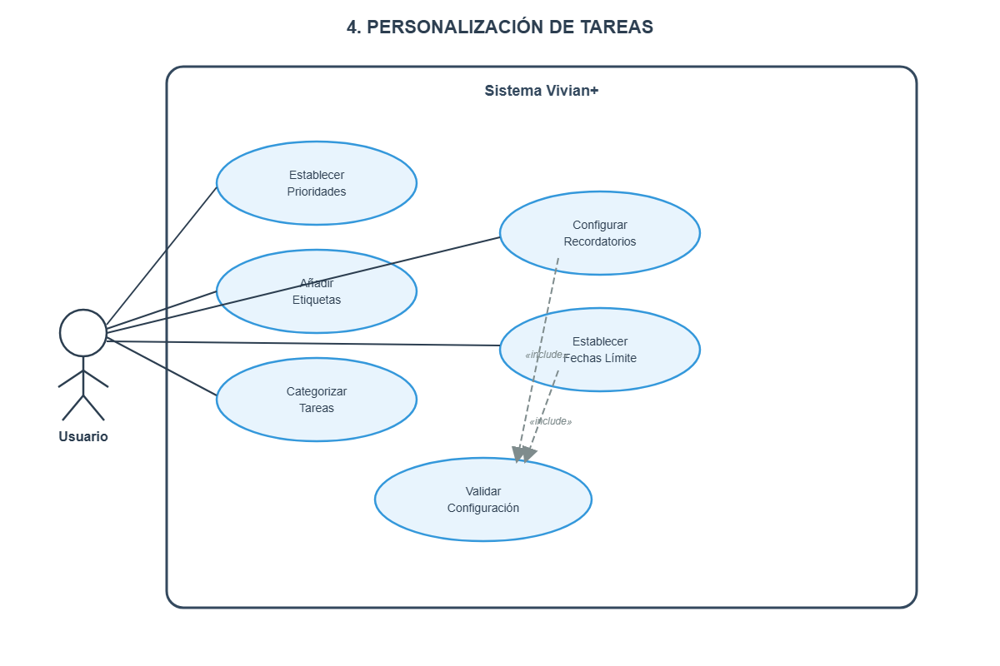 4. PERSONALIZACIÓN DE TAREAS
Sistema Vivian+
Establecer
Prioridades
Configurar
Recordatorios
Añadir
Etiquetas
Establecer
Fechas Límite
«include»
Categorizar
Tareas
«include»
Usuario
Validar
Configuración